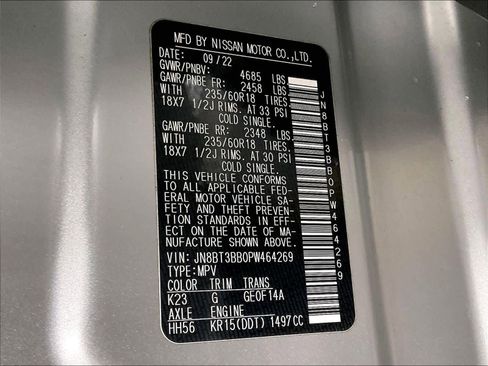 MFD BY NISSAN MOTOR CO.,LTD.
DATE: 09/22
GVWR/PNBV: 4685 LBS
GAWR/PNBE FR: 2458 LBS
WITH 235/60R18 TIRES.
18X7 1/2J RIMS. AT 33 PSI
COLD SINGLE.
GAWR/PNBE RR: 2348 LBS
WITH 235/60R18 TIRES.
18X7 1/2J RIMS. AT 30 PSI
COLD SINGLE.
THIS VEHICLE CONFORMS
TO ALL APPLICABLE FED-
ERAL MOTOR VEHICLE SA-
FETY AND THEFT PREVEN-
TION STANDARDS IN EFF-
ECT ON THE DATE OF MA-
NUFACTURE SHOWN ABOVE.
VIN: JN8BT3BB0PW464269
TYPE: MPV
COLOR TRIM TRANS
K23 G GE0F14A
AXLE ENGINE
HH56 KR15(DDT) 1497CC
JN8BT3BB0PW464269